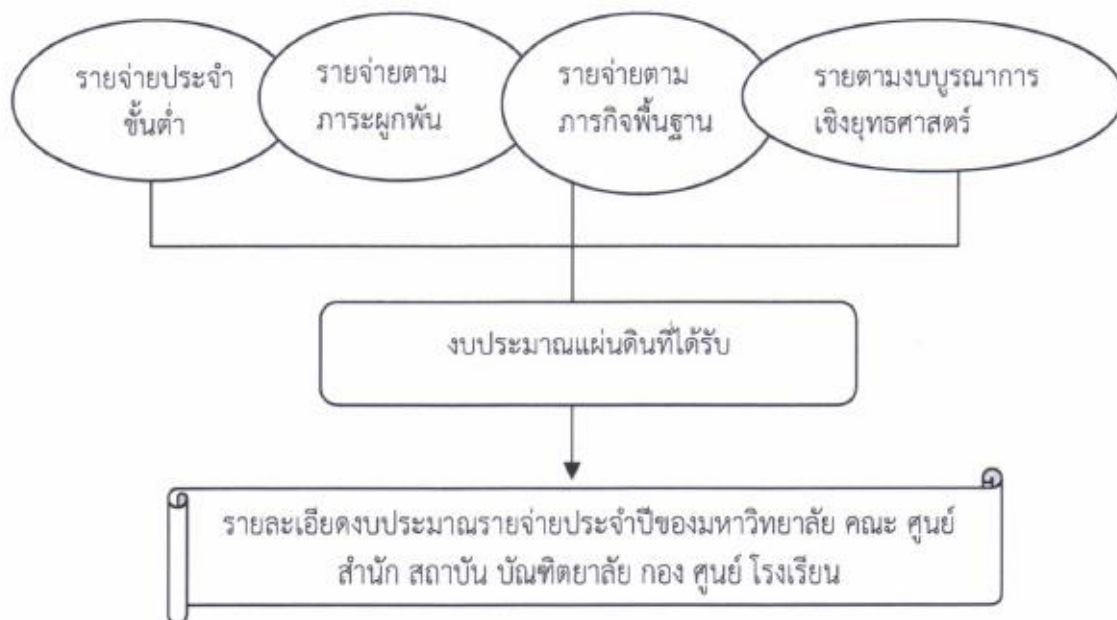 รายจ่ายประจำ
ขั้นต่ำ
รายจ่ายตาม
ภาระผูกพัน
รายจ่ายตาม
ภารกิจพื้นฐาน
รายตามงบบูรณาการ
เชิงยุทธศาสตร์
งบประมาณแผ่นดินที่ได้รับ
รายละเอียดงบประมาณรายจ่ายประจำปีของมหาวิทยาลัย คณะ ศูนย์
สำนัก สถาบัน บัณฑิตยาลัย กอง ศูนย์ โรงเรียน